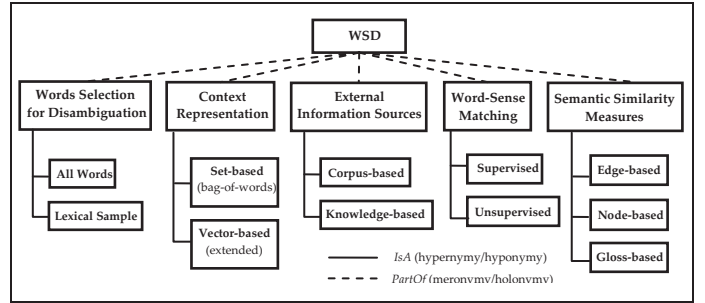 WSD
Words Selection
for Disambiguation
All Words
Lexical Sample
Context
Representation
Set-based
(bag-of-words)
Vector-based
(extended)
External
Information Sources
Corpus-based
Knowledge-based
Word-Sense
Matching
Supervised
Unsupervised
Semantic Similarity
Measures
Edge-based
Node-based
Gloss-based
IsA (hypernymy/hyponymy)
PartOf (meronymy/holonymy)